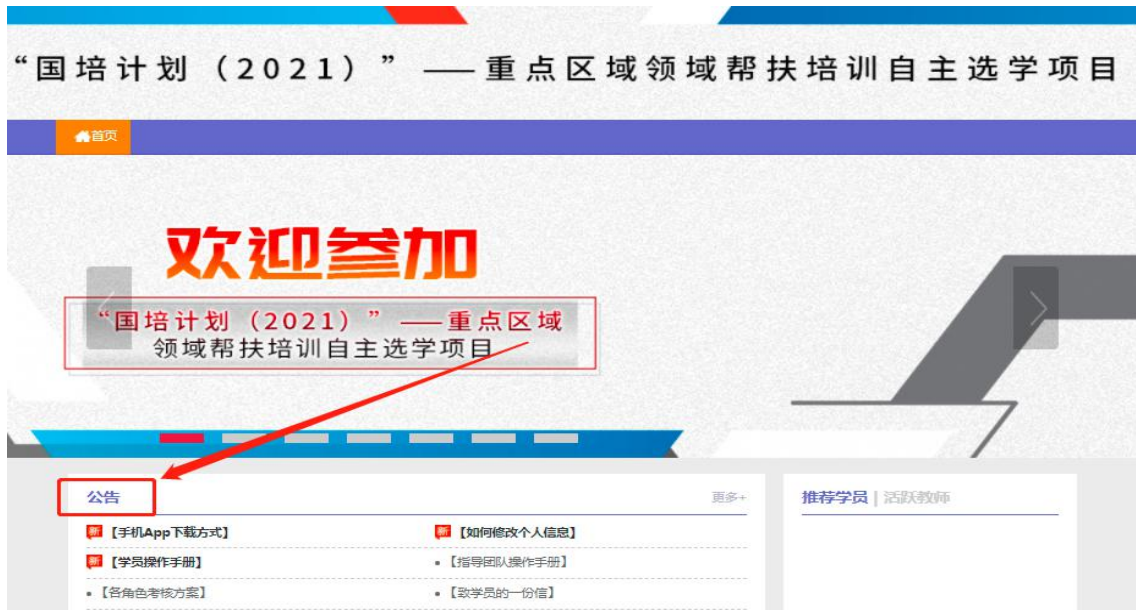 “国培计划（2021）”——重点区域领域帮扶培训自主选学项目
首页
欢迎参加
“国培计划（2021）”——重点区域
领域帮扶培训自主选学项目
公告
更多+
推荐学员 | 活跃教师
新 【手机App下载方式】
新 【如何修改个人信息】
新 【学员操作手册】
【指导团队操作手册】
【各角色考核方案】
【致学员的一份信】